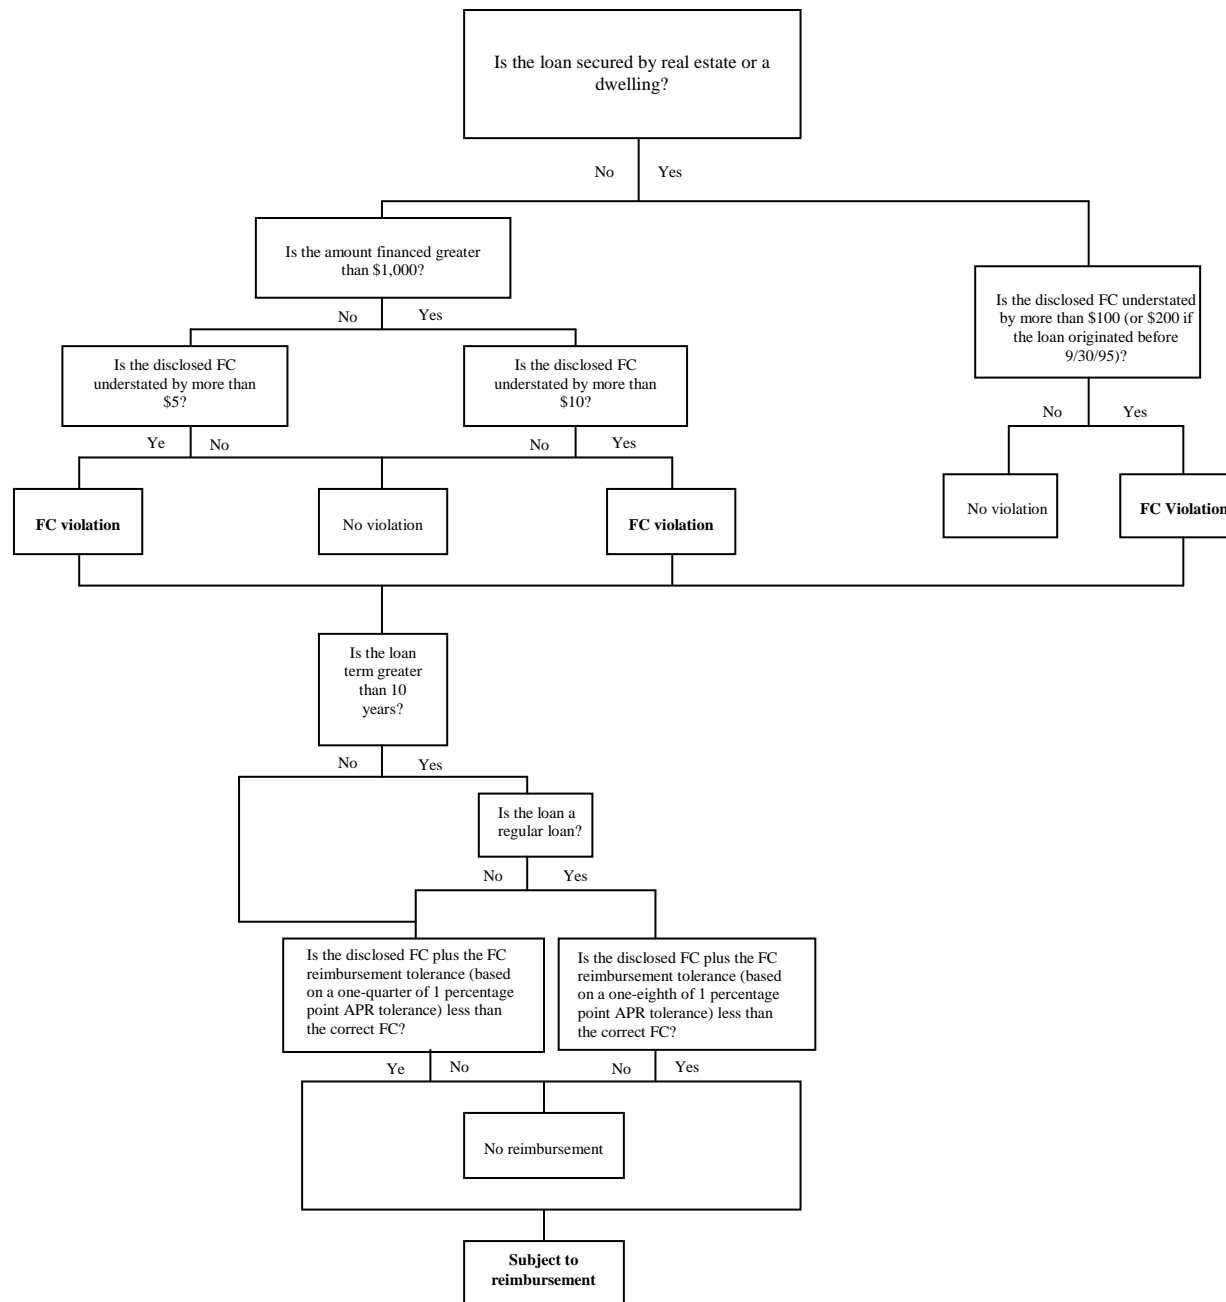 Is the loan secured by real estate or a
dwelling?
No
Yes
Is the amount financed greater
than $1,000?
Is the disclosed FC understated
by more than $100 (or $200 if
the loan originated before
9/30/95)?
No
Yes
Is the disclosed FC
understated by more than
$5?
Is the disclosed FC
understated by more than
$10?
No
Yes
Ye
No
No
Yes
FC violation
No violation
FC violation
No violation
FC Violation
Is the loan
term greater
than 10
years?
No
Yes
Is the loan a
regular loan?
No
Yes
Is the disclosed FC plus the FC
reimbursement tolerance (based
on a one-quarter of 1 percentage
point APR tolerance) less than
the correct FC?
Is the disclosed FC plus the FC
reimbursement tolerance (based
on a one-eighth of 1 percentage
point APR tolerance) less than
the correct FC?
Ye
No
No
Yes
No reimbursement
Subject to
reimbursement